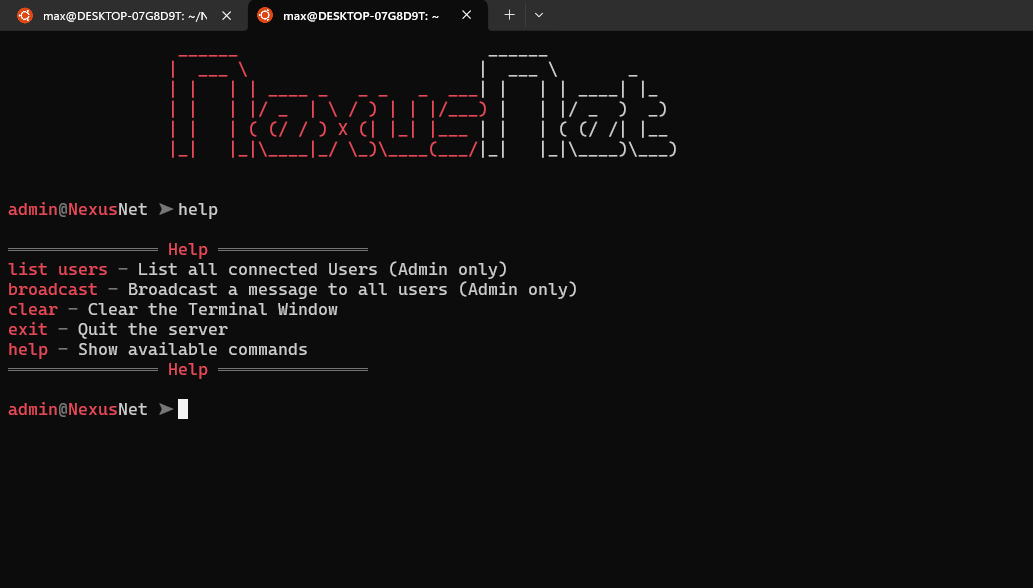 max@DESKTOP-07G8D9T: ~/N
max@DESKTOP-07G8D9T: ~
NexusNet
admin@NexusNet ➤ help
═══════════════ Help ═══════════════
list users - List all connected Users (Admin only)
broadcast - Broadcast a message to all users (Admin only)
clear - Clear the Terminal Window
exit - Quit the server
help - Show available commands
═══════════════ Help ═══════════════
admin@NexusNet ➤